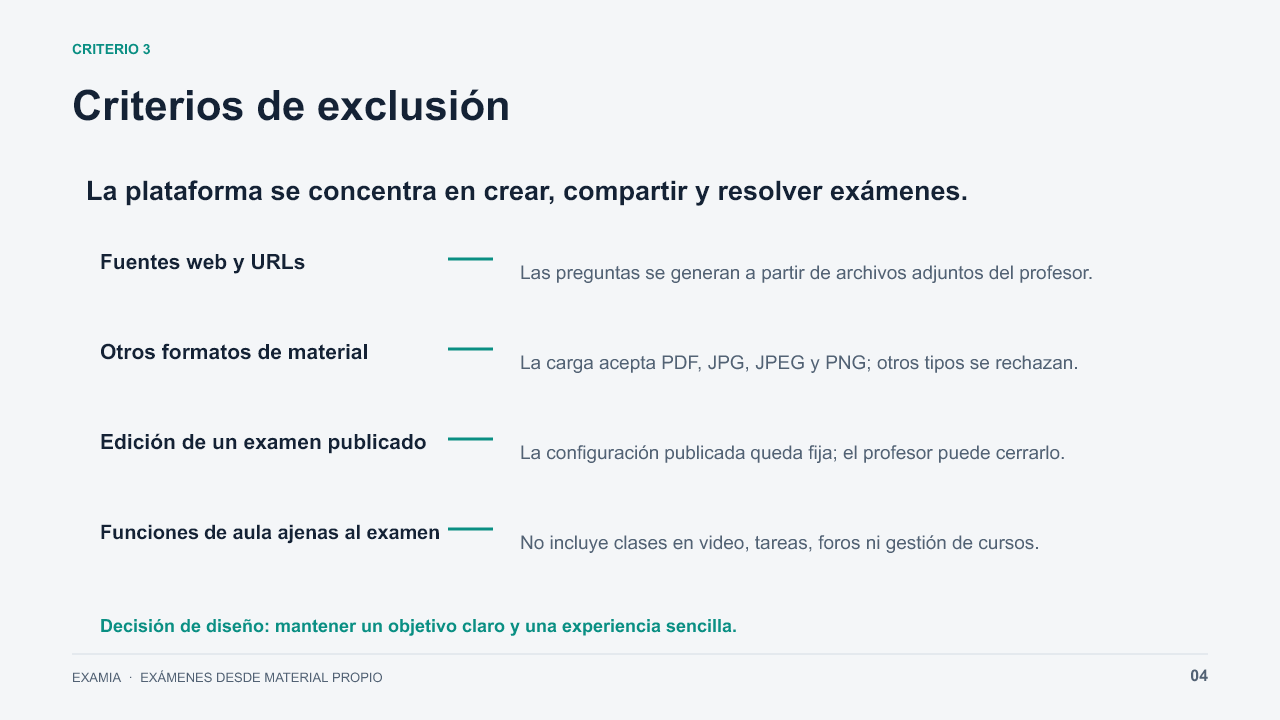 CRITERIO 3
Criterios de exclusión
La plataforma se concentra en crear, compartir y resolver exámenes.
Fuentes web y URLs
Las preguntas se generan a partir de archivos adjuntos del profesor.
Otros formatos de material
La carga acepta PDF, JPG, JPEG y PNG; otros tipos se rechazan.
Edición de un examen publicado
La configuración publicada queda fija; el profesor puede cerrarlo.
Funciones de aula ajenas al examen
No incluye clases en video, tareas, foros ni gestión de cursos.
Decisión de diseño: mantener un objetivo claro y una experiencia sencilla.
EXAMIA · EXÁMENES DESDE MATERIAL PROPIO
04